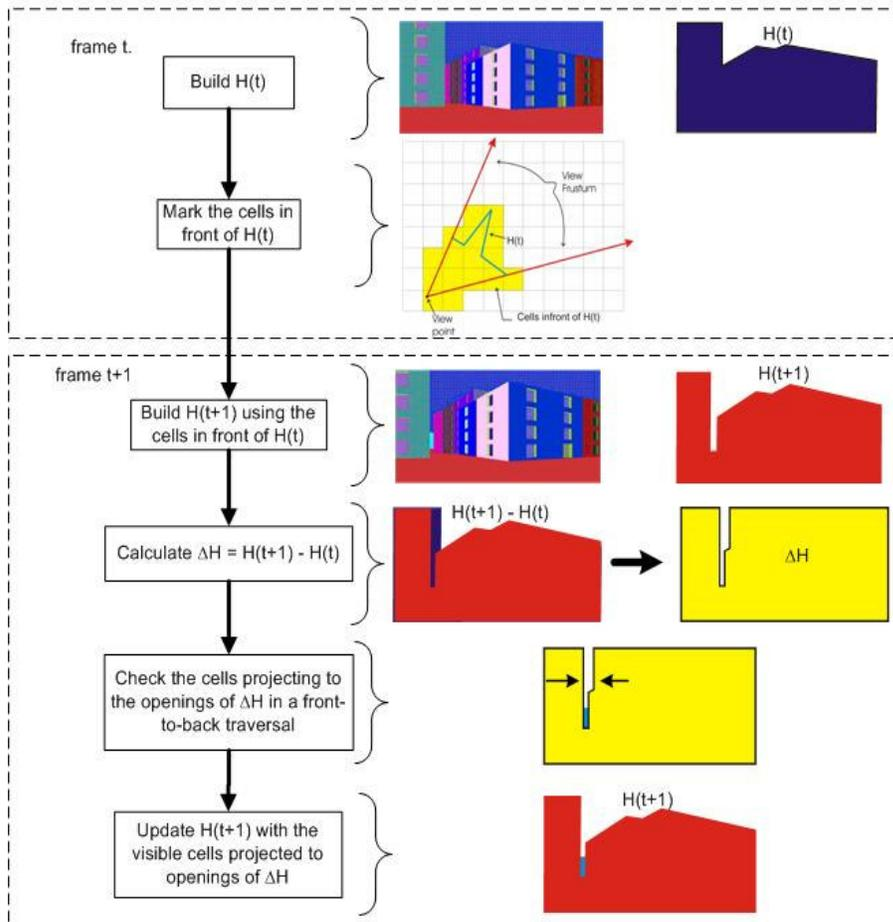 frame t.
Build H(t)
H(t)
Mark the cells in
front of H(t)
View
Frustum
H(t)
View
point
Cells infront of H(t)
frame t+1
Build H(t+1) using the
cells in front of H(t)
H(t+1)
Calculate ΔH = H(t+1) - H(t)
H(t+1) - H(t)
ΔH
Check the cells projecting to
the openings of ΔH in a front-
to-back traversal
Update H(t+1) with the
visible cells projected to
openings of ΔH
H(t+1)